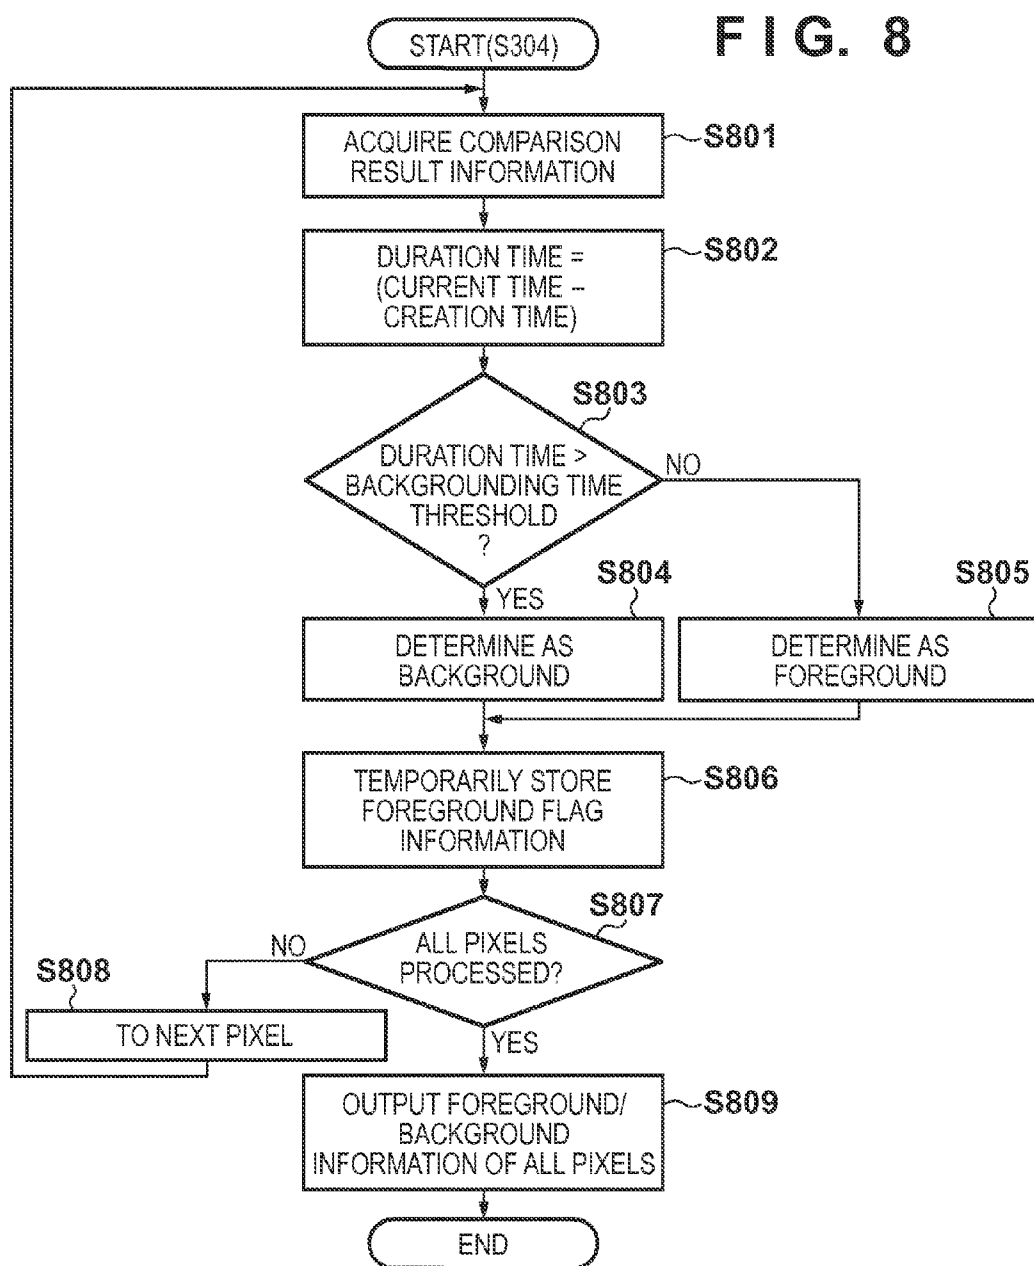 FIG. 8
START(S304)
ACQUIRE COMPARISON
RESULT INFORMATION
S801
DURATION TIME =
(CURRENT TIME –
CREATION TIME)
S802
S803
DURATION TIME >
BACKGROUNDING TIME
THRESHOLD
?
NO
YES
S804
DETERMINE AS
BACKGROUND
S805
DETERMINE AS
FOREGROUND
TEMPORARILY STORE
FOREGROUND FLAG
INFORMATION
S806
S807
ALL PIXELS
PROCESSED?
NO
S808
TO NEXT PIXEL
YES
OUTPUT FOREGROUND/
BACKGROUND
INFORMATION OF ALL PIXELS
S809
END